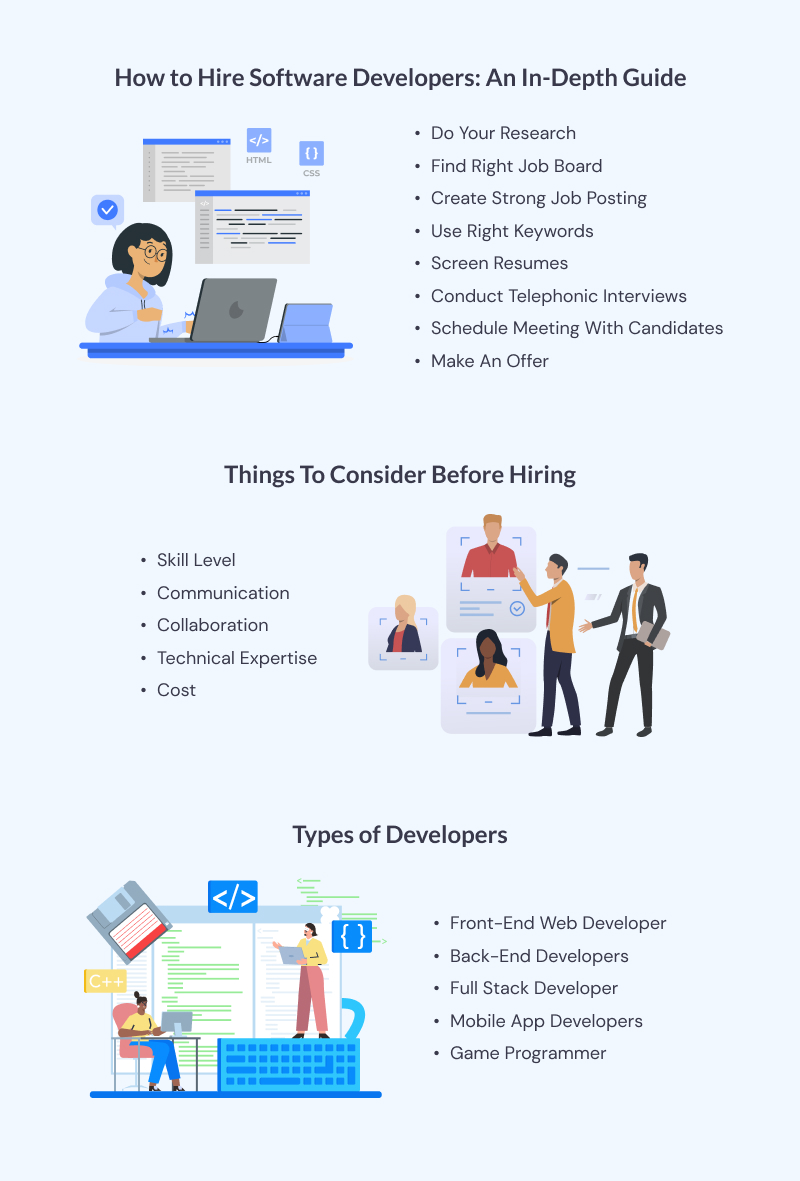 How to Hire Software Developers: An In-Depth Guide
</>
HTML
{ }
CSS
</>
• Do Your Research
• Find Right Job Board
• Create Strong Job Posting
• Use Right Keywords
• Screen Resumes
• Conduct Telephonic Interviews
• Schedule Meeting With Candidates
• Make An Offer
Things To Consider Before Hiring
• Skill Level
• Communication
• Collaboration
• Technical Expertise
• Cost
Types of Developers
</>
{ }
C++
• Front-End Web Developer
• Back-End Developers
• Full Stack Developer
• Mobile App Developers
• Game Programmer